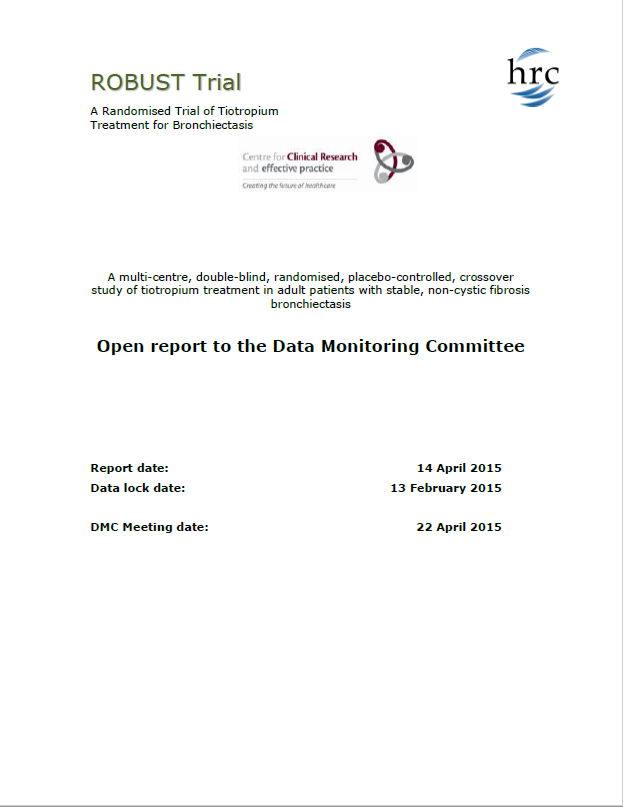 ROBUST Trial
hrc
A Randomised Trial of Tiotropium
Treatment for Bronchiectasis
Centre for Clinical Research
and effective practice
Creating the future of healthcare
A multi-centre, double-blind, randomised, placebo-controlled, crossover
study of tiotropium treatment in adult patients with stable, non-cystic fibrosis
bronchiectasis
Open report to the Data Monitoring Committee
Report date: 14 April 2015
Data lock date: 13 February 2015
DMC Meeting date: 22 April 2015